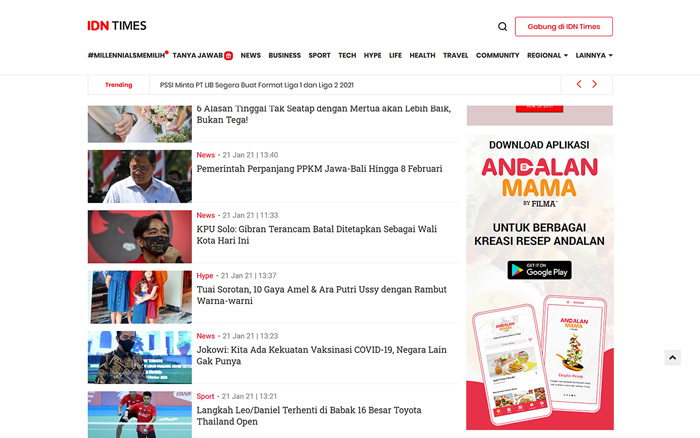 IDN TIMES
Gabung di IDN Times
#MILLENNIALSMEMILIH TANYA JAWAB NEWS BUSINESS SPORT TECH HYPE LIFE HEALTH TRAVEL COMMUNITY REGIONAL LAINNYA
Trending PSSI Minta PT LIB Segera Buat Format Liga 1 dan Liga 2 2021
6 Alasan Tinggal Tak Seatap dengan Mertua akan Lebih Baik,
Bukan Tega!
News • 21 Jan 21 | 13:40
Pemerintah Perpanjang PPKM Jawa-Bali Hingga 8 Februari
News • 21 Jan 21 | 11:33
KPU Solo: Gibran Terancam Batal Ditetapkan Sebagai Wali
Kota Hari Ini
Hype • 21 Jan 21 | 13:37
Tuai Sorotan, 10 Gaya Amel & Ara Putri Ussy dengan Rambut
Warna-warni
News • 21 Jan 21 | 13:23
Jokowi: Kita Ada Kekuatan Vaksinasi COVID-19, Negara Lain
Gak Punya
Sport • 21 Jan 21 | 13:21
Langkah Leo/Daniel Terhenti di Babak 16 Besar Toyota
Thailand Open
DOWNLOAD APLIKASI
ANDALAN
MAMA
BY FILMA
UNTUK BERBAGAI
KREASI RESEP ANDALAN
GET IT ON
Google Play
ANDALAN
MAMA
ANDALAN
MAMA